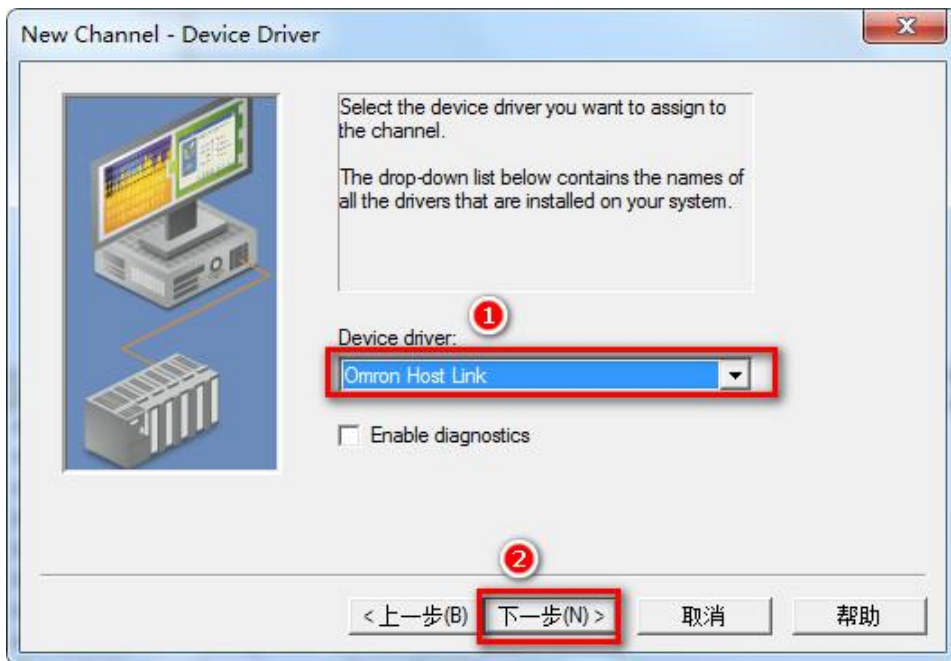 New Channel - Device Driver
Select the device driver you want to assign to
the channel.
The drop-down list below contains the names of
all the drivers that are installed on your system.
1
Device driver:
Omron Host Link
Enable diagnostics
2
<上一步(B) 下一步(N) > 取消 帮助